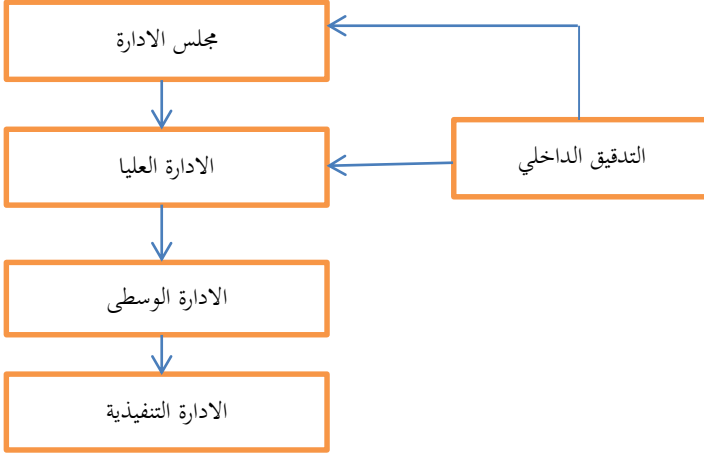 مجلس الادارة
التدقيق الداخلي
الادارة العليا
الادارة الوسطى
الادارة التنفيذية